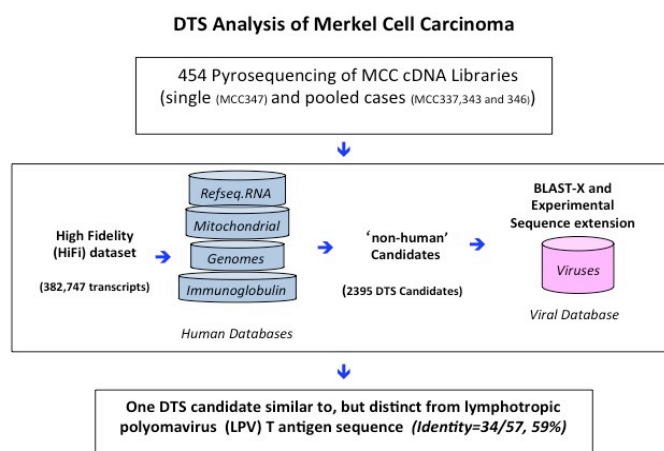 DTS Analysis of Merkel Cell Carcinoma
454 Pyrosequencing of MCC cDNA Libraries
(single (MCC347) and pooled cases (MCC337,343 and 346))
High Fidelity
(HiFi) dataset
(382,747 transcripts)
Refseq.RNA
Mitochondrial
Genomes
Immunoglobulin
Human Databases
‘non-human’
Candidates
(2395 DTS Candidates)
BLAST-X and
Experimental
Sequence extension
Viruses
Viral Database
One DTS candidate similar to, but distinct from lymphotropic
polyomavirus (LPV) T antigen sequence (Identity=34/57, 59%)